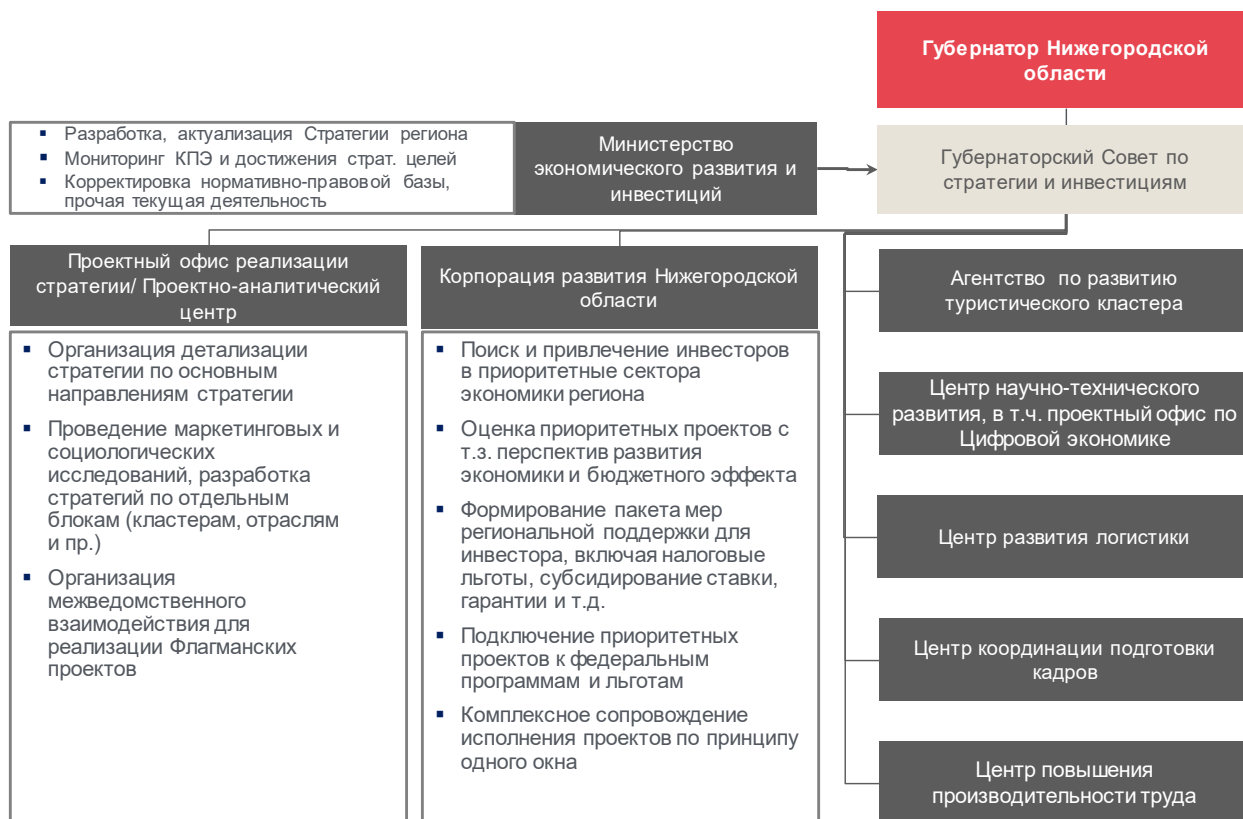 Губернатор Нижегородской
области
▪ Разработка, актуализация Стратегии региона
▪ Мониторинг КПЭ и достижения страт. целей
▪ Корректировка нормативно-правовой базы,
прочая текущая деятельность
Министерство
экономического развития и
инвестиций
Губернаторский Совет по
стратегии и инвестициям
Проектный офис реализации
стратегии/ Проектно-аналитический
центр
▪ Организация детализации
стратегии по основным
направлениям стратегии
▪ Проведение маркетинговых и
социологических
исследований, разработка
стратегий по отдельным
блокам (кластерам, отраслям
и пр.)
▪ Организация
межведомственного
взаимодействия для
реализации Флагманских
проектов
Корпорация развития Нижегородской
области
▪ Поиск и привлечение инвесторов
в приоритетные сектора
экономики региона
▪ Оценка приоритетных проектов с
т.з. перспектив развития
экономики и бюджетного эффекта
▪ Формирование пакета мер
региональной поддержки для
инвестора, включая налоговые
льготы, субсидирование ставки,
гарантии и т.д.
▪ Подключение приоритетных
проектов к федеральным
программам и льготам
▪ Комплексное сопровождение
исполнения проектов по принципу
одного окна
Агентство по развитию
туристического кластера
Центр научно-технического
развития, в т.ч. проектный офис по
Цифровой экономике
Центр развития логистики
Центр координации подготовки
кадров
Центр повышения
производительности труда